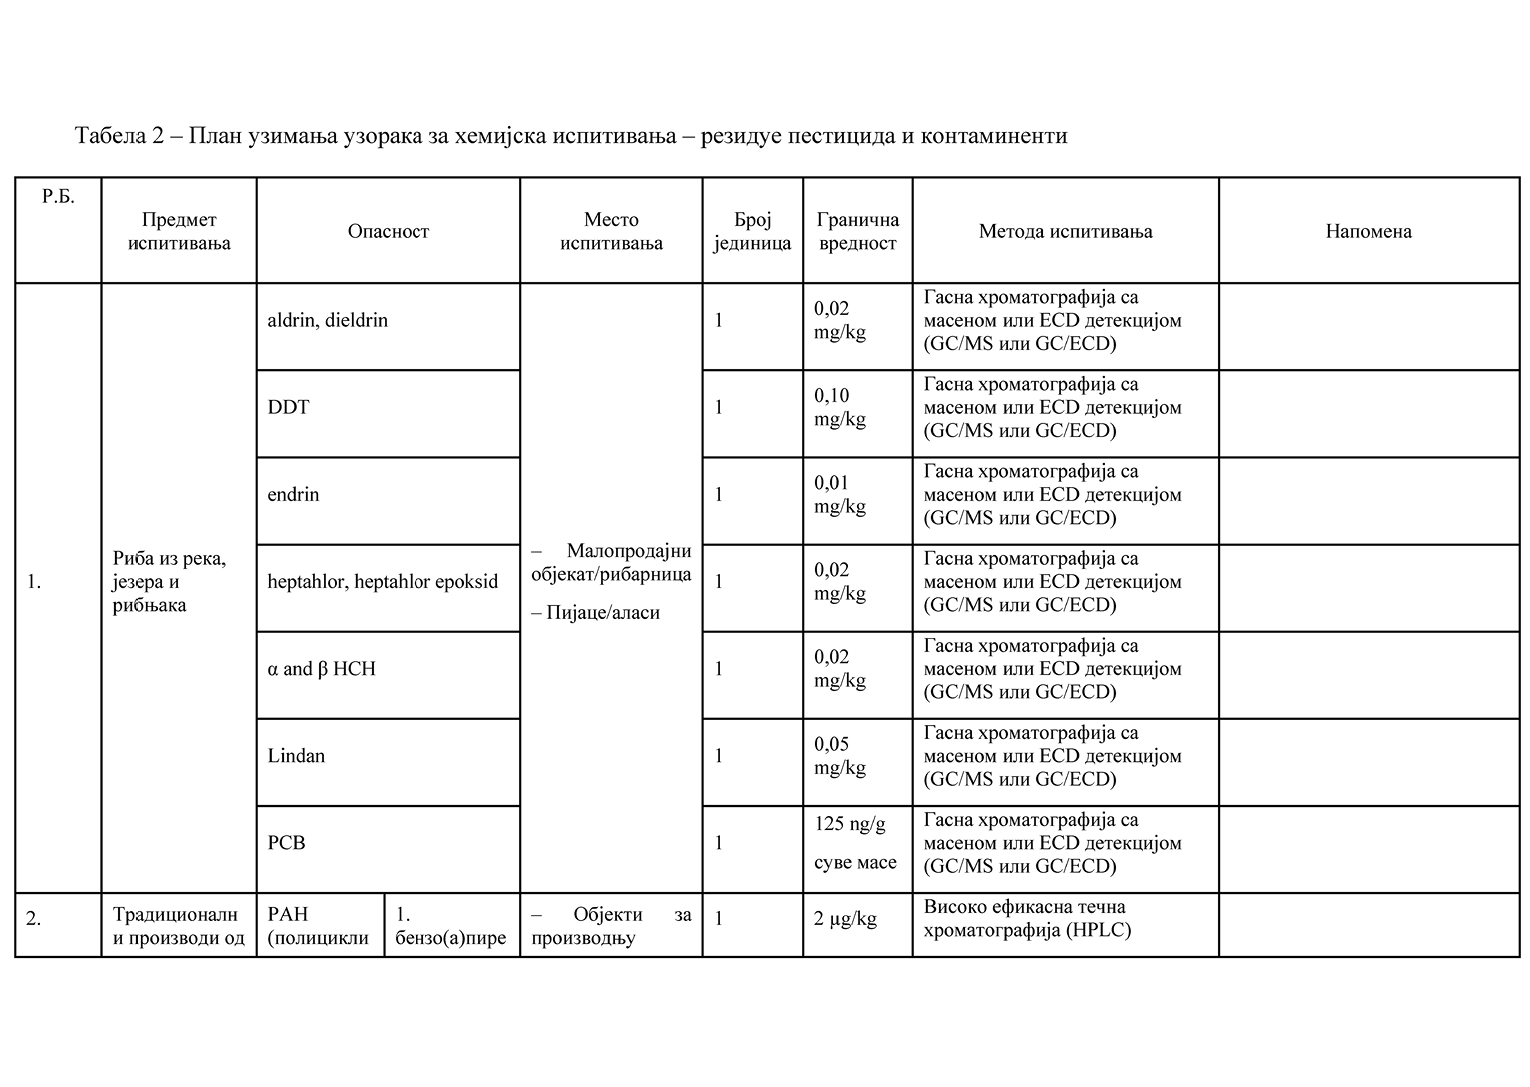 Табела 2 – План узимања узорака за хемијска испитивања – резидуе пестицида и контаминенти
Р.Б.
Предмет
испитивања
Опасност
Место
испитивања
Број
јединица
Гранична
вредност
Метода испитивања
Напомена
1.
Риба из река,
језера и
рибњака
aldrin, dieldrin
– Малопродајни
објекат/рибарница
– Пијаце/аласи
1
0,02
mg/kg
Гасна хроматографија са
масеном или ECD детекцијом
(GC/MS или GC/ECD)
DDT
1
0,10
mg/kg
Гасна хроматографија са
масеном или ECD детекцијом
(GC/MS или GC/ECD)
endrin
1
0,01
mg/kg
Гасна хроматографија са
масеном или ECD детекцијом
(GC/MS или GC/ECD)
heptahlor, heptahlor epoksid
1
0,02
mg/kg
Гасна хроматографија са
масеном или ECD детекцијом
(GC/MS или GC/ECD)
α and β HCH
1
0,02
mg/kg
Гасна хроматографија са
масеном или ECD детекцијом
(GC/MS или GC/ECD)
Lindan
1
0,05
mg/kg
Гасна хроматографија са
масеном или ECD детекцијом
(GC/MS или GC/ECD)
PCB
1
125 ng/g
суве масе
Гасна хроматографија са
масеном или ECD детекцијом
(GC/MS или GC/ECD)
2.
Традиционалн
и производи од
PAH
(полицикли
1.
бензо(а)пире
– Објекти за
производњу
1
2 µg/kg
Високо ефикасна течна
хроматографија (HPLC)